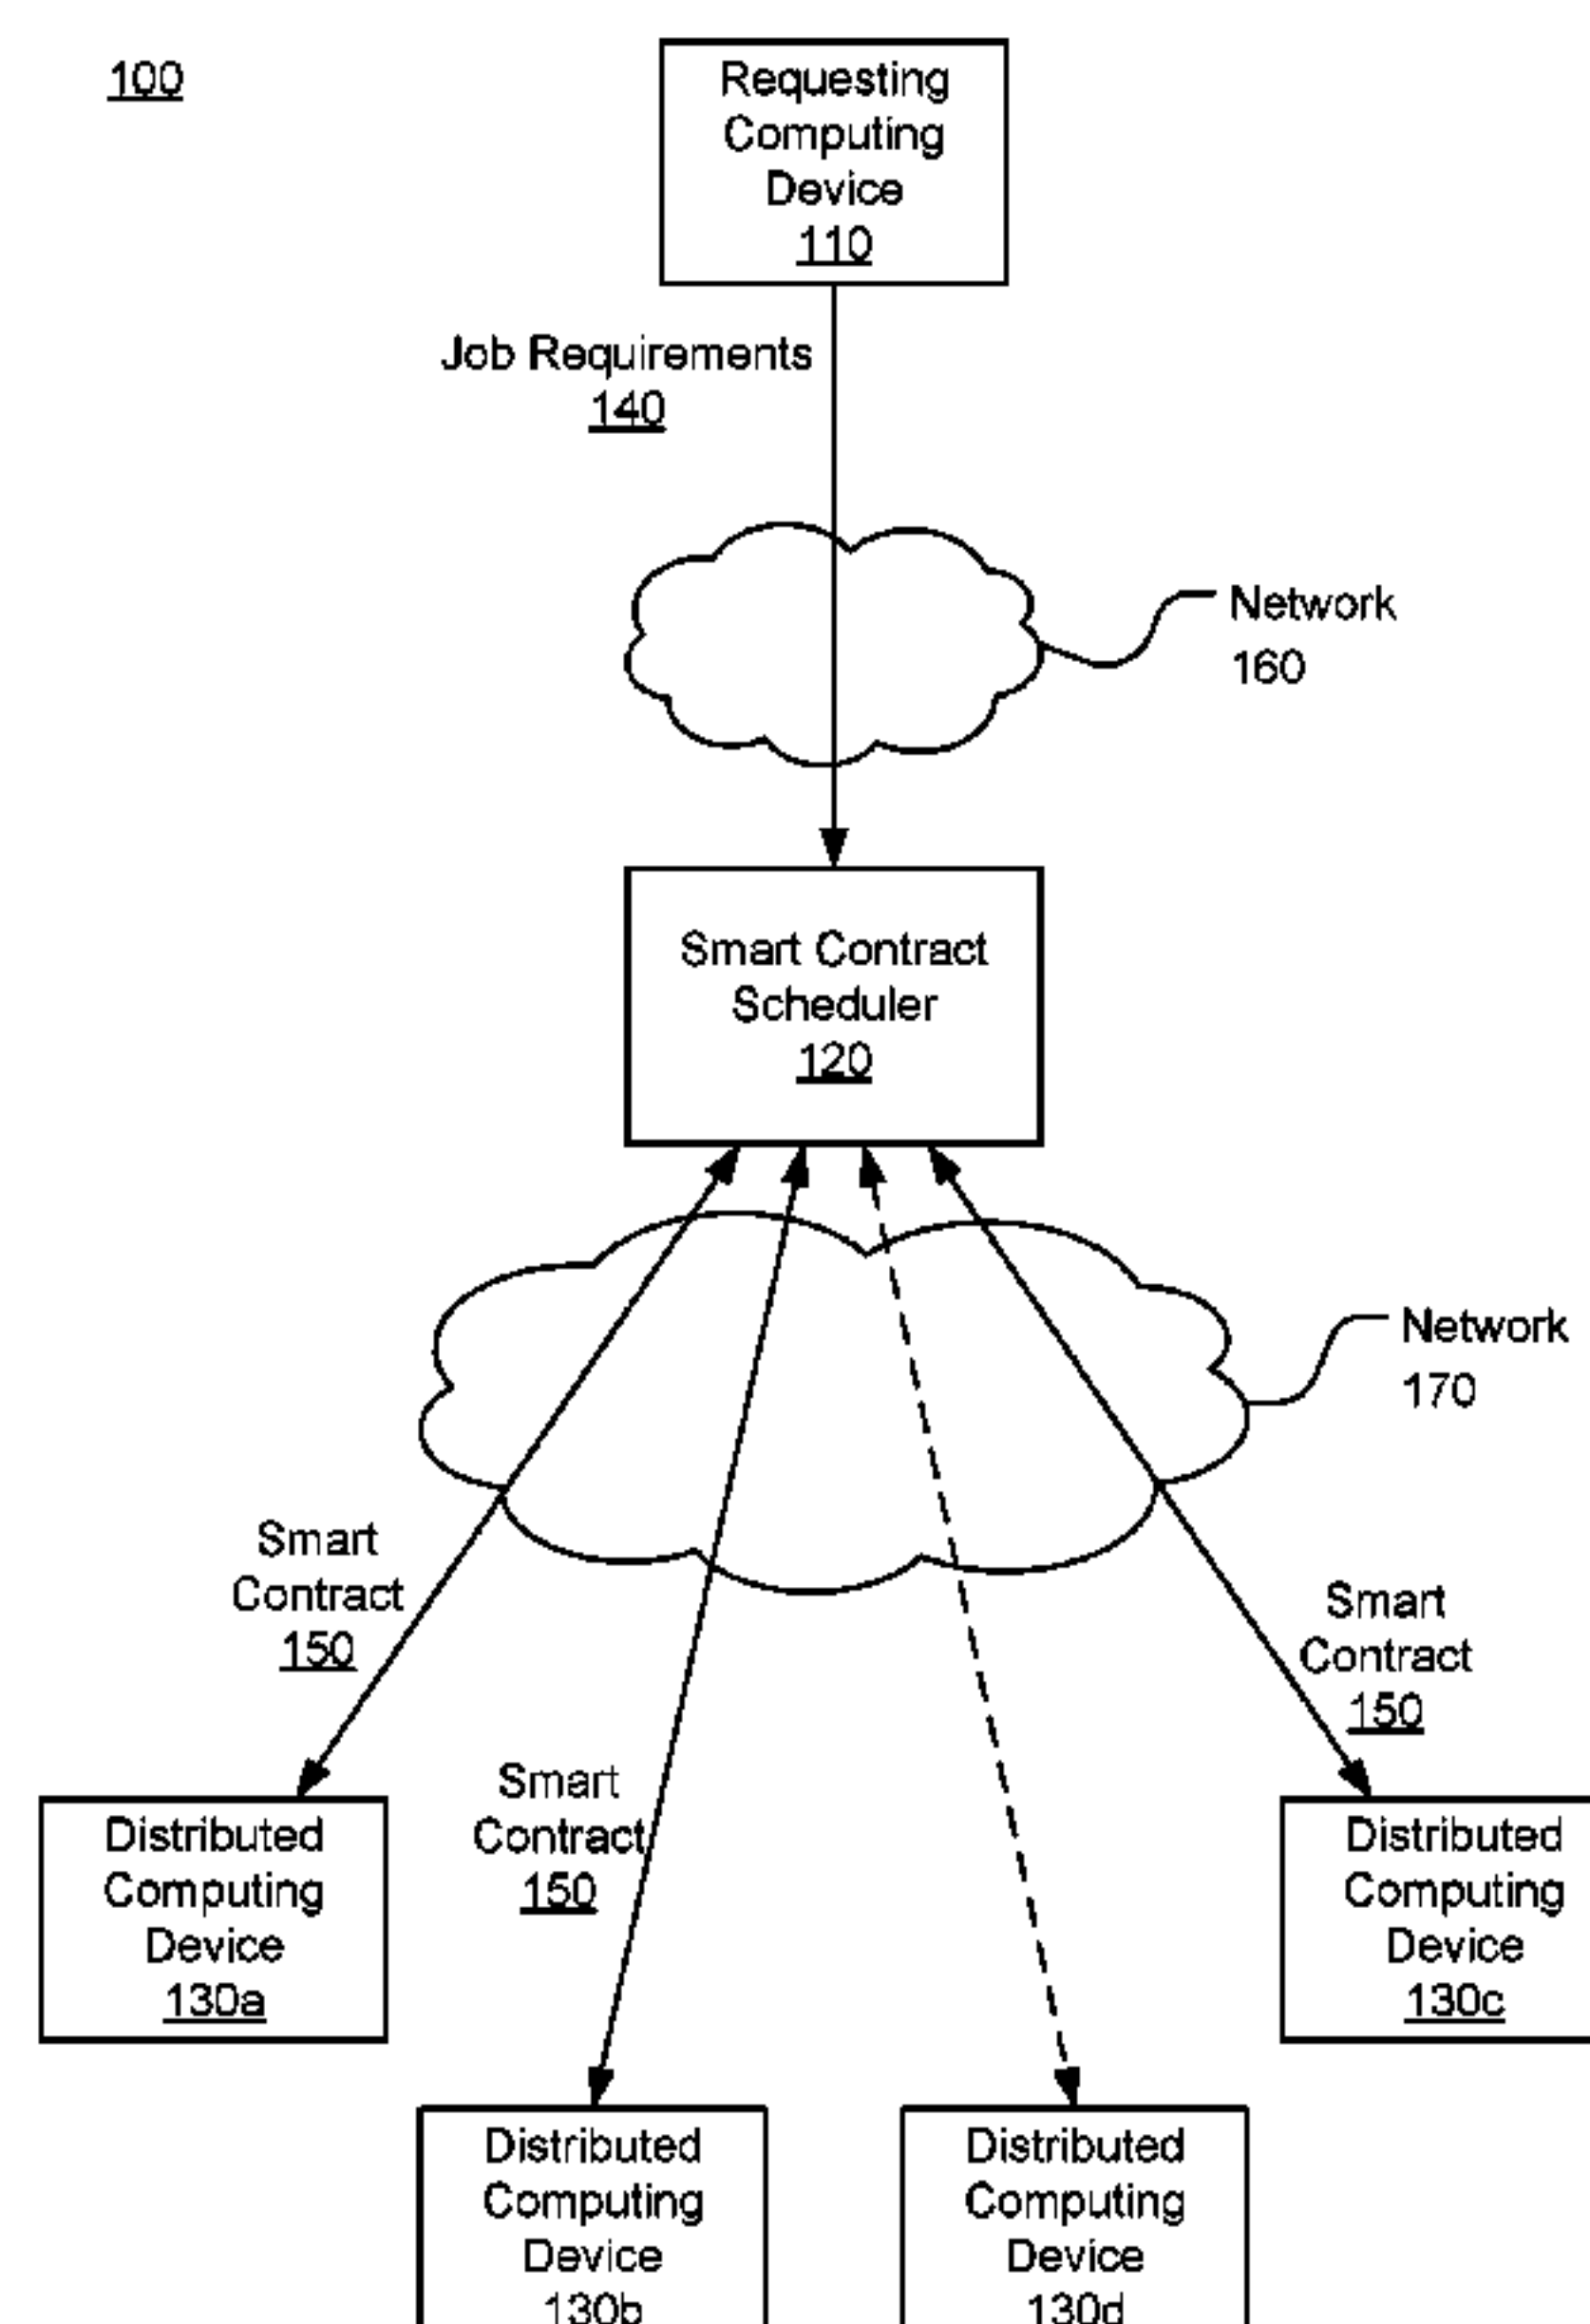 100
Requesting
Computing
Device
110
Job Requirements
140
Network
160
Smart Contract
Scheduler
120
Network
170
Smart
Contract
150
Smart
Contract
150
Smart
Contract
150
Distributed
Computing
Device
130a
Distributed
Computing
Device
130c
Distributed
Computing
Device
130b
Distributed
Computing
Device
130d